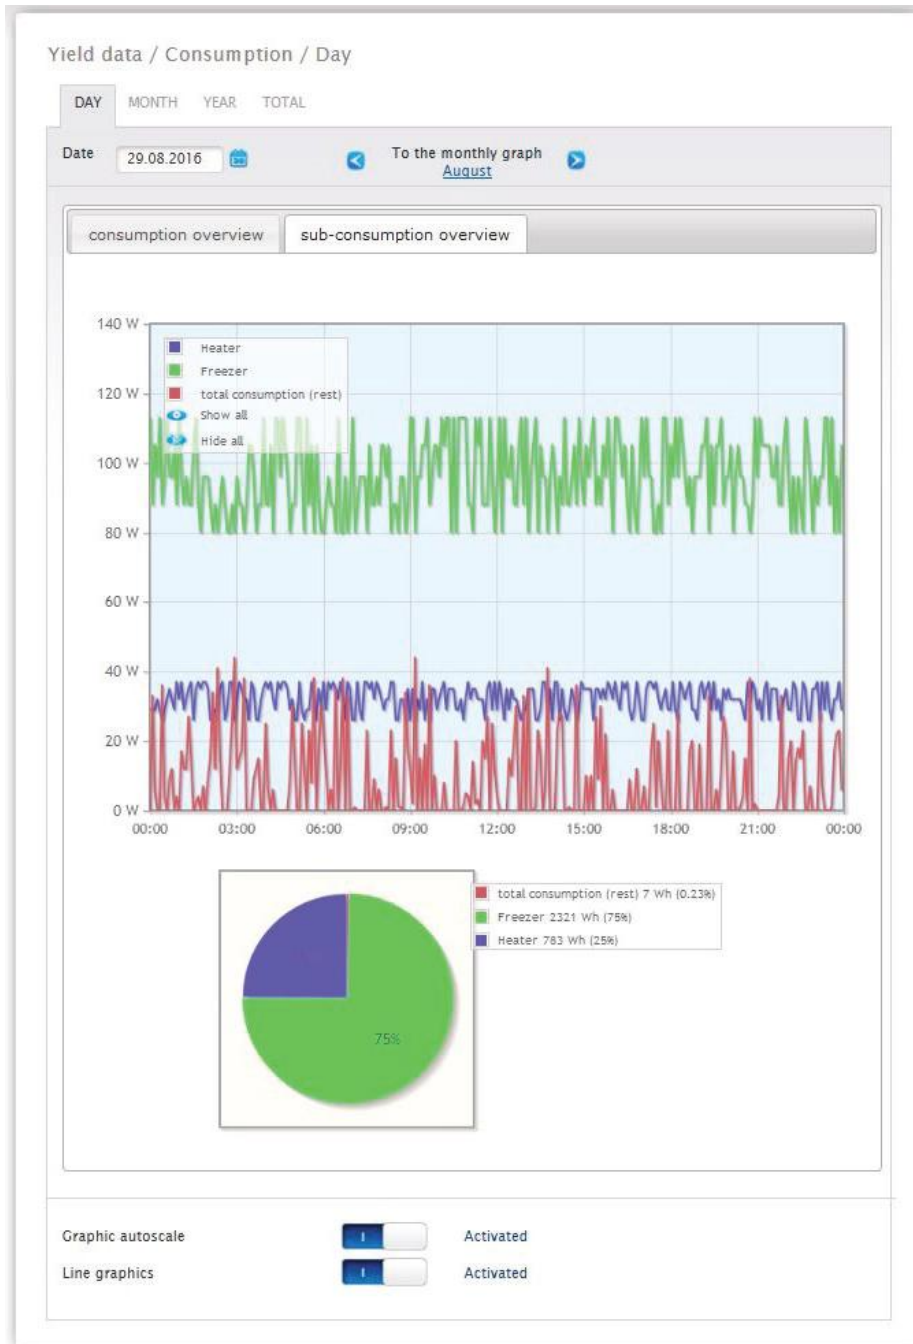 Yield data / Consumption / Day
DAY MONTH YEAR TOTAL
Date 29.08.2016 To the monthly graph
August
consumption overview sub-consumption overview
140 W
Heater
Freezer
120 W
total consumption (rest)
Show all
Hide all
100 W
80 W
60 W
40 W
20 W
0 W
00:00 03:00 06:00 09:00 12:00 15:00 18:00 21:00 00:00
total consumption (rest) 7 Wh (0.23%)
Freezer 2321 Wh (75%)
Heater 783 Wh (25%)
75%
Graphic autoscale I Activated
Line graphics I Activated